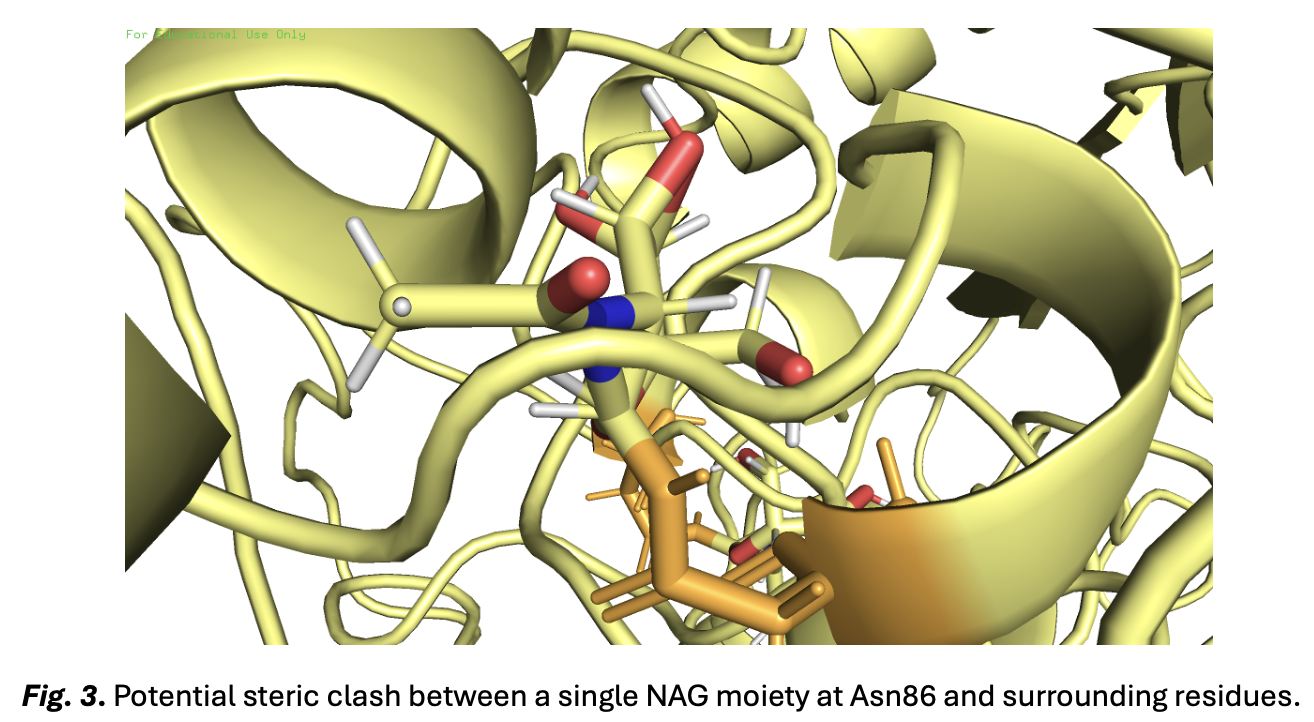 For Educational Use Only
Fig. 3. Potential steric clash between a single NAG moiety at Asn86 and surrounding residues.